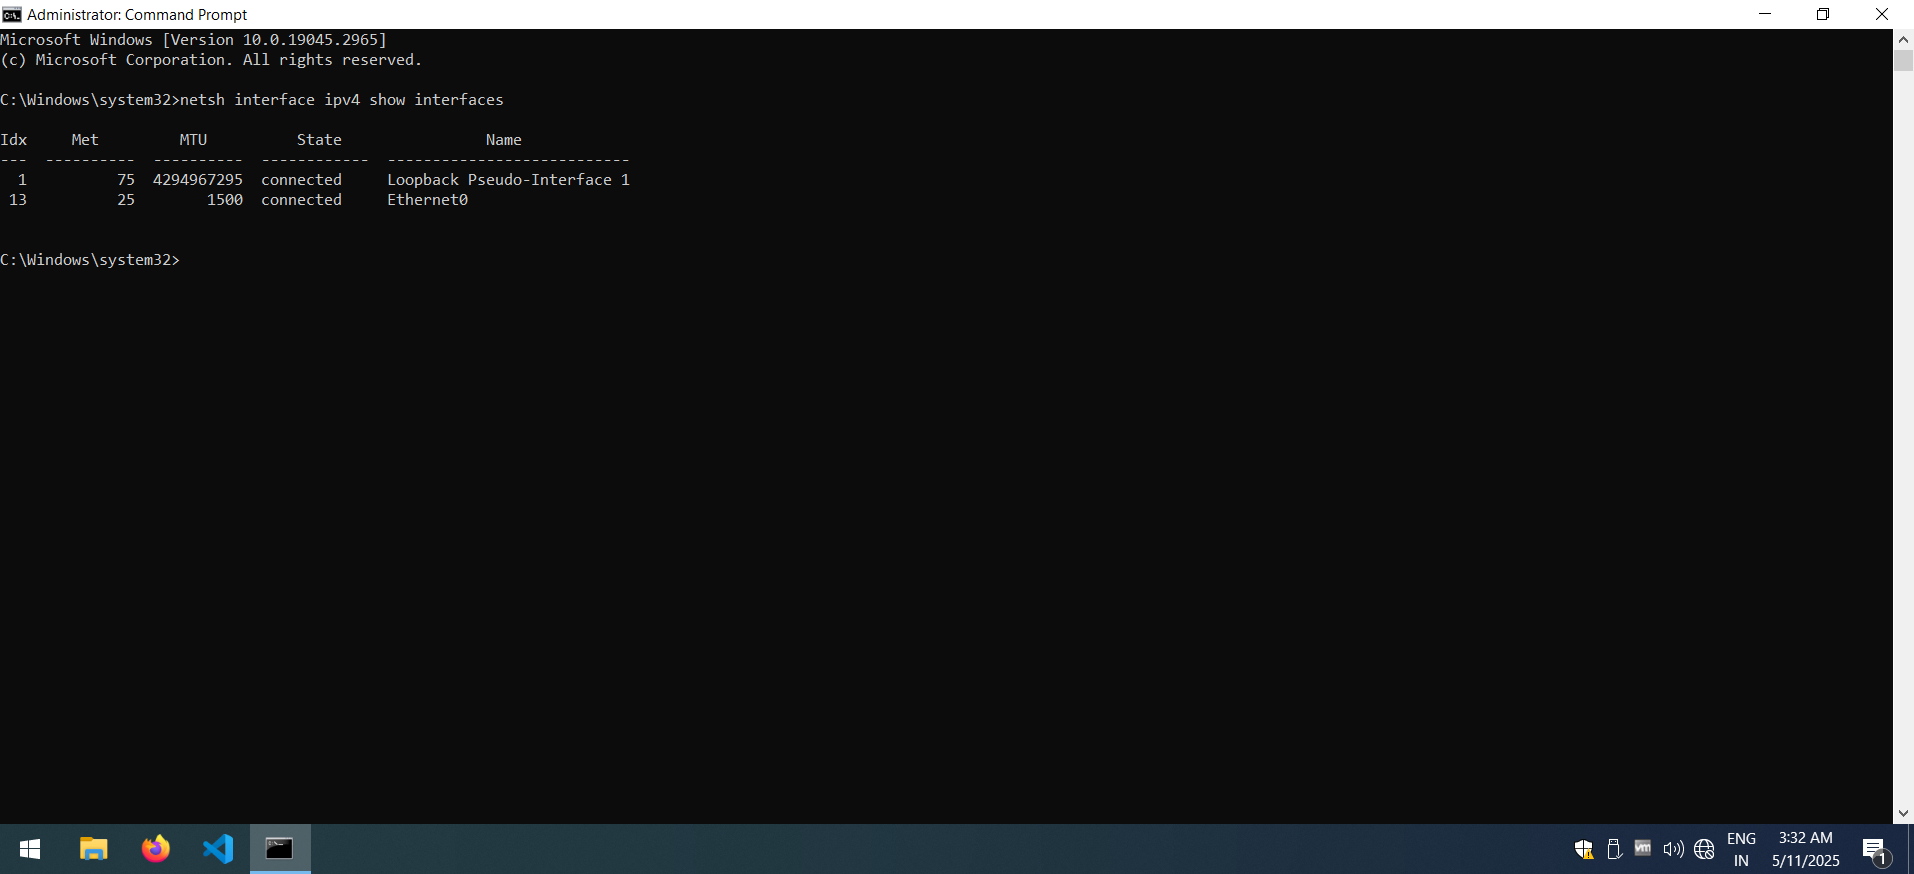 Administrator: Command Prompt
Microsoft Windows [Version 10.0.19045.2965]
(c) Microsoft Corporation. All rights reserved.
C:\Windows\system32>netsh interface ipv4 show interfaces
Idx     Met         MTU          State                Name
---  ----------  ----------  ------------  ---------------------------
  1          75  4294967295  connected     Loopback Pseudo-Interface 1
 13          25        1500  connected     Ethernet0
C:\Windows\system32>
vm
ENG
IN
3:32 AM
5/11/2025
1